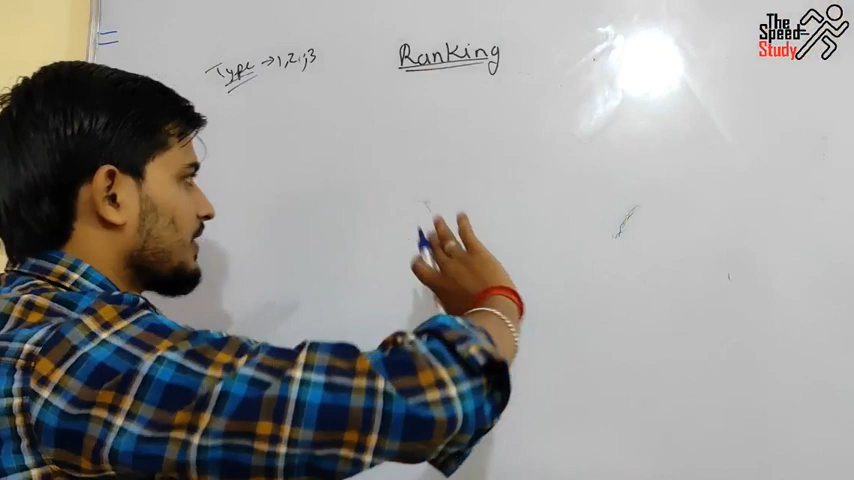 Ranking
Type → 1, 2, 3
The
Speed
Study